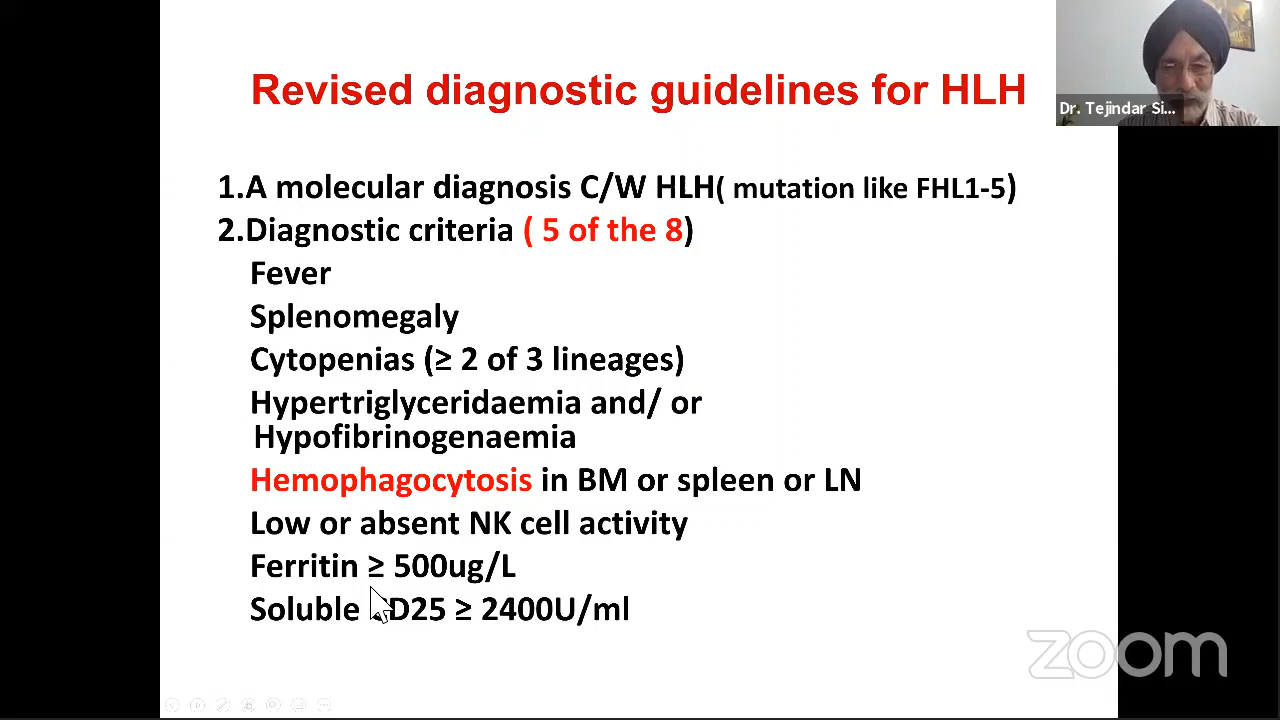 Revised diagnostic guidelines for HLH
Dr. Tejindar Si...
1.A molecular diagnosis C/W HLH( mutation like FHL1-5)
2.Diagnostic criteria ( 5 of the 8)
Fever
Splenomegaly
Cytopenias (≥ 2 of 3 lineages)
Hypertriglyceridaemia and/ or
Hypofibrinogenaemia
Hemophagocytosis in BM or spleen or LN
Low or absent NK cell activity
Ferritin ≥ 500ug/L
Soluble D25 ≥ 2400U/ml
zoom